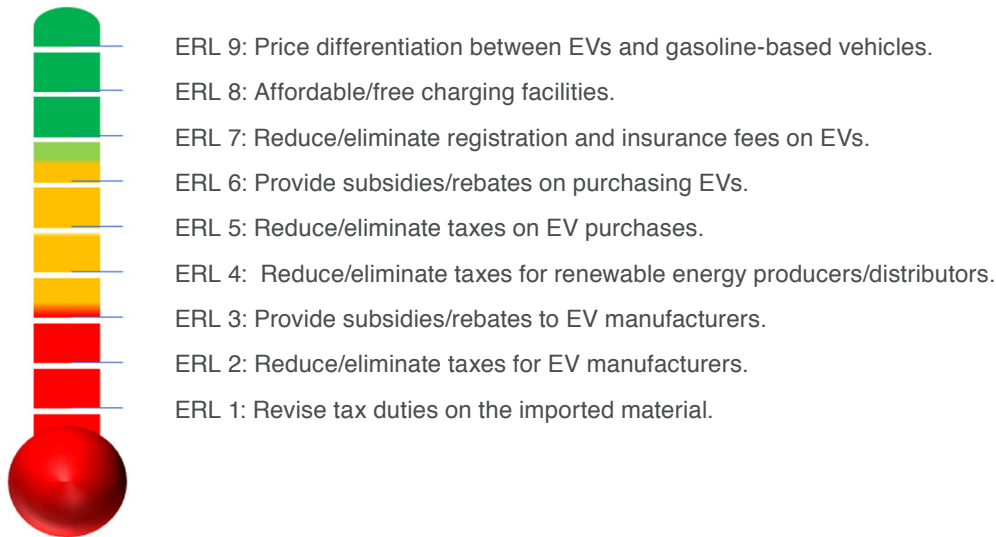 ERL 9: Price differentiation between EVs and gasoline-based vehicles.
ERL 8: Affordable/free charging facilities.
ERL 7: Reduce/eliminate registration and insurance fees on EVs.
ERL 6: Provide subsidies/rebates on purchasing EVs.
ERL 5: Reduce/eliminate taxes on EV purchases.
ERL 4:  Reduce/eliminate taxes for renewable energy producers/distributors.
ERL 3: Provide subsidies/rebates to EV manufacturers.
ERL 2: Reduce/eliminate taxes for EV manufacturers.
ERL 1: Revise tax duties on the imported material.